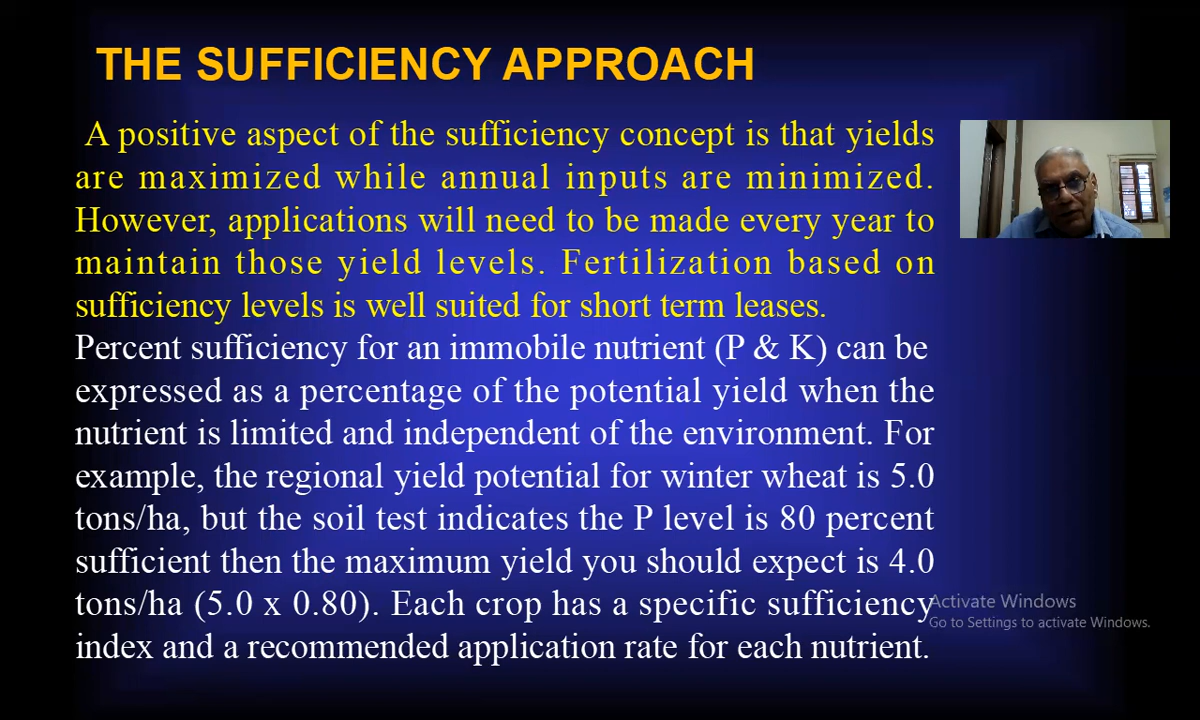 THE SUFFICIENCY APPROACH
A positive aspect of the sufficiency concept is that yields
are maximized while annual inputs are minimized.
However, applications will need to be made every year to
maintain those yield levels. Fertilization based on
sufficiency levels is well suited for short term leases.
Percent sufficiency for an immobile nutrient (P & K) can be
expressed as a percentage of the potential yield when the
nutrient is limited and independent of the environment. For
example, the regional yield potential for winter wheat is 5.0
tons/ha, but the soil test indicates the P level is 80 percent
sufficient then the maximum yield you should expect is 4.0
tons/ha (5.0 x 0.80). Each crop has a specific sufficiency
index and a recommended application rate for each nutrient.
Activate Windows
Go to Settings to activate Windows.